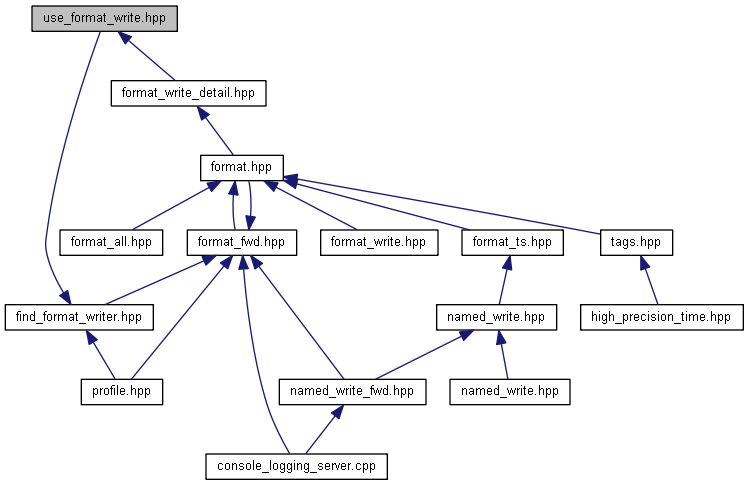 use_format_write.hpp
format_write_detail.hpp
format.hpp
format_all.hpp
format_fwd.hpp
format_write.hpp
format_ts.hpp
tags.hpp
find_format_writer.hpp
named_write.hpp
high_precision_time.hpp
profile.hpp
named_write_fwd.hpp
named_write.hpp
console_logging_server.cpp